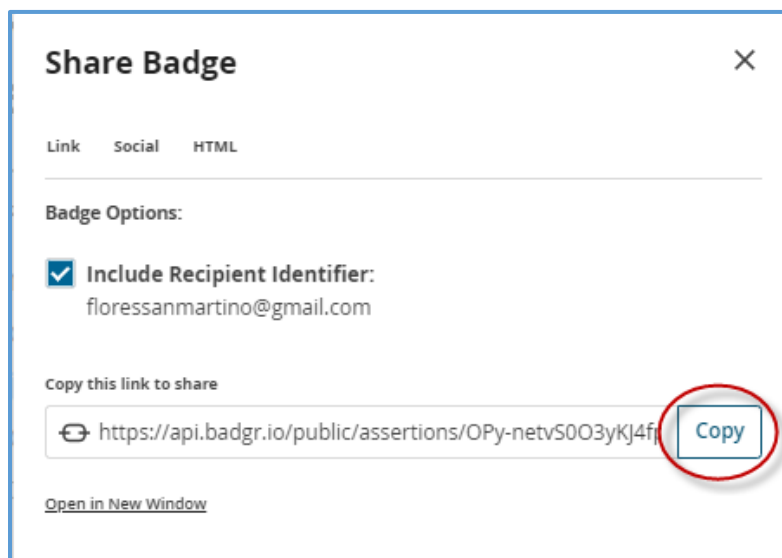 Share Badge
Link Social HTML
Badge Options:
Include Recipient Identifier:
floressanmartino@gmail.com
Copy this link to share
https://api.badgr.io/public/assertions/OPy-netvS0O3yKJ4fp Copy
Open in New Window